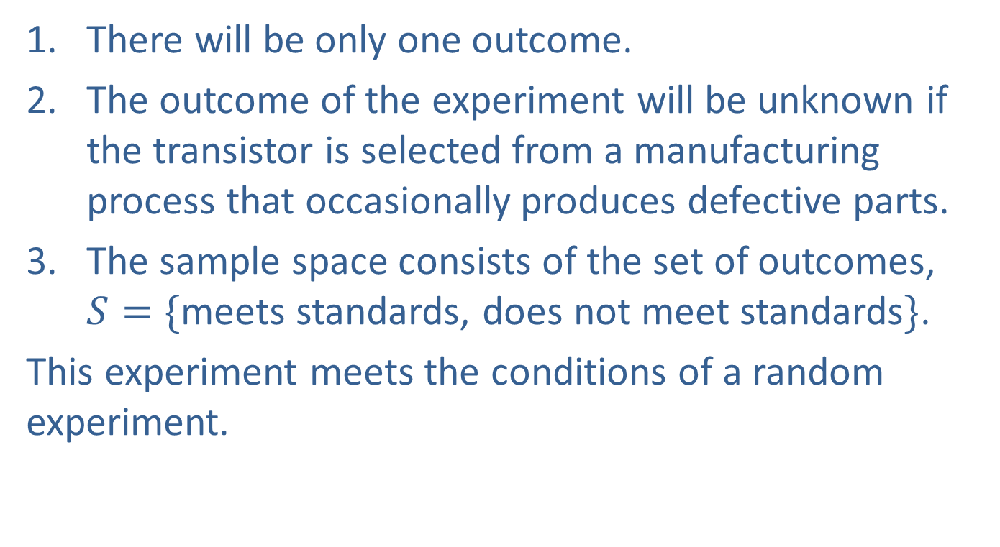 1. There will be only one outcome.
2. The outcome of the experiment will be unknown if
the transistor is selected from a manufacturing
process that occasionally produces defective parts.
3. The sample space consists of the set of outcomes,
𝑆 = {meets standards, does not meet standards}.
This experiment meets the conditions of a random
experiment.